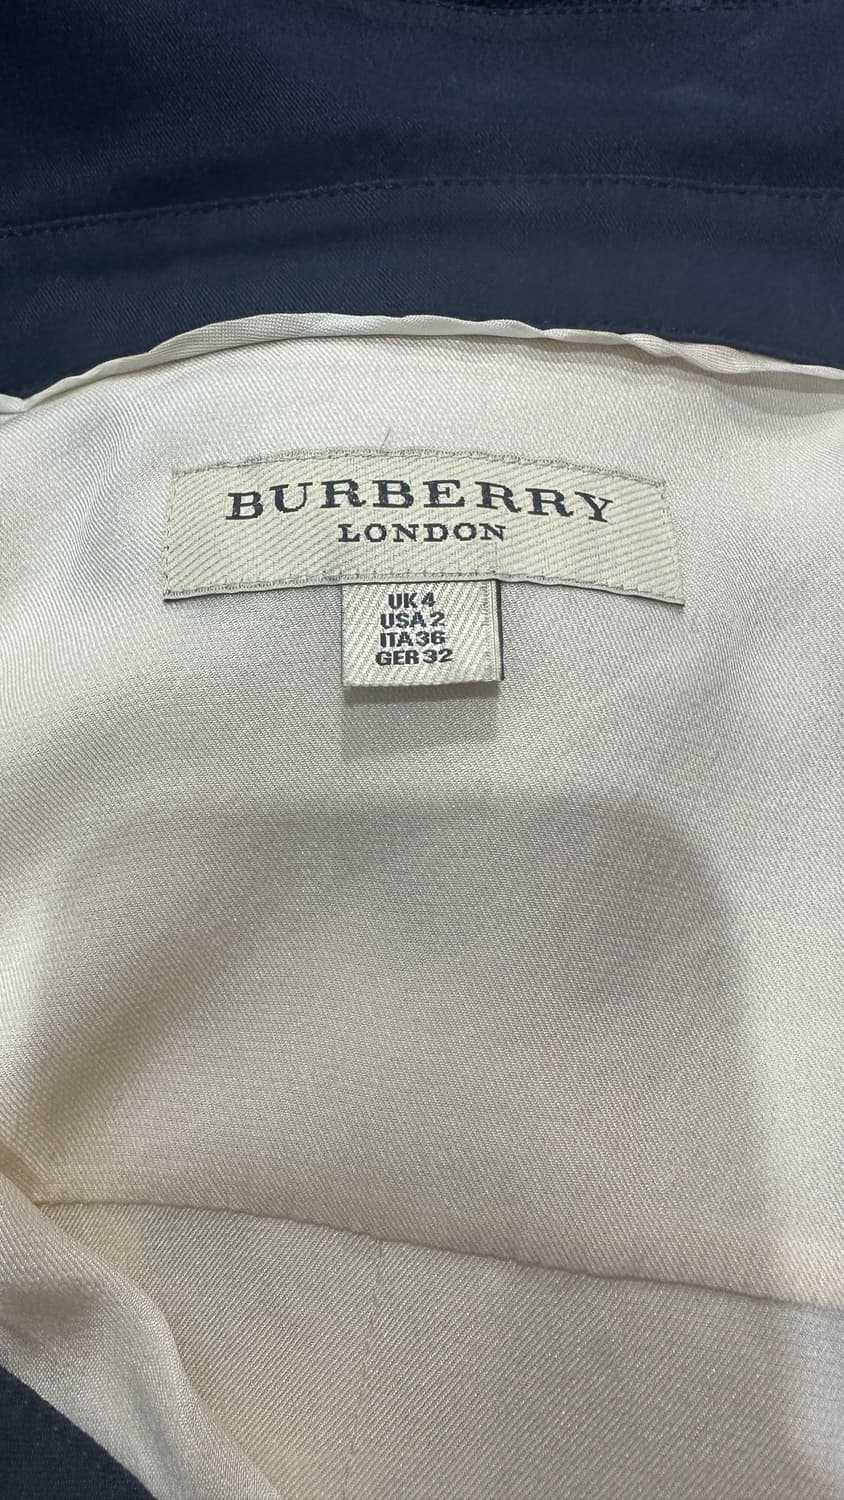 BURBERRY
LONDON
UK 4
USA 2
ITA 36
GER 32